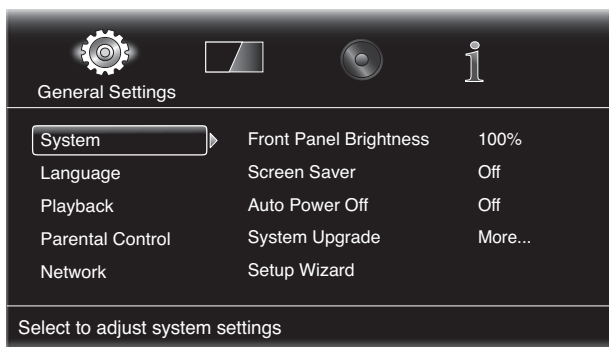 General Settings
System Front Panel Brightness 100%
Language Screen Saver Off
Playback Auto Power Off Off
Parental Control System Upgrade More...
Network Setup Wizard
Select to adjust system settings